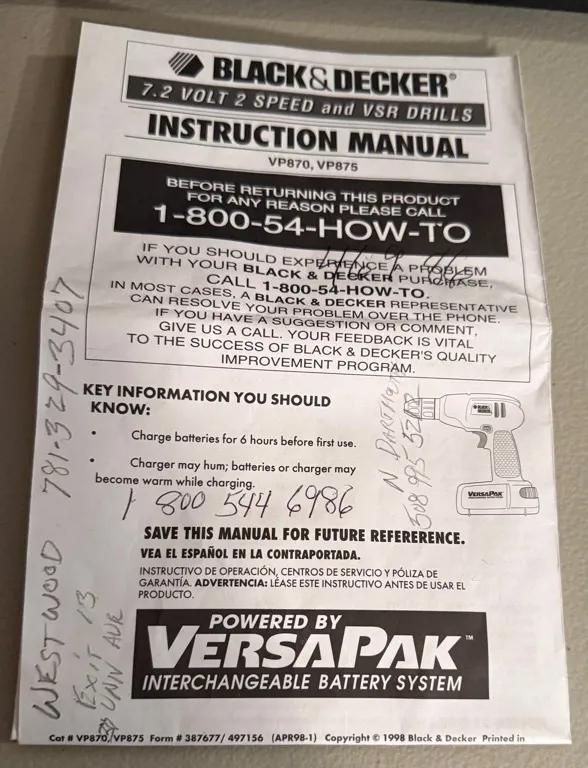 BLACK&DECKER®
7.2 VOLT 2 SPEED and VSR DRILLS
INSTRUCTION MANUAL
VP870, VP875
BEFORE RETURNING THIS PRODUCT
FOR ANY REASON PLEASE CALL
1-800-54-HOW-TO
IF YOU SHOULD EXPERIENCE A PROBLEM
WITH YOUR BLACK & DECKER PURCHASE,
CALL 1-800-54-HOW-TO.
IN MOST CASES, A BLACK & DECKER REPRESENTATIVE
CAN RESOLVE YOUR PROBLEM OVER THE PHONE.
IF YOU HAVE A SUGGESTION OR COMMENT,
GIVE US A CALL. YOUR FEEDBACK IS VITAL
TO THE SUCCESS OF BLACK & DECKER'S QUALITY
IMPROVEMENT PROGRAM.
KEY INFORMATION YOU SHOULD
KNOW:
• Charge batteries for 6 hours before first use.
• Charger may hum; batteries or charger may
become warm while charging.
1 800 544 6986
BLACK & DECKER
VERSAPAK
SAVE THIS MANUAL FOR FUTURE REFERERENCE.
VEA EL ESPAÑOL EN LA CONTRAPORTADA.
INSTRUCTIVO DE OPERACIÓN, CENTROS DE SERVICIO Y PÓLIZA DE
GARANTÍA. ADVERTENCIA: LÉASE ESTE INSTRUCTIVO ANTES DE USAR EL
PRODUCTO.
POWERED BY
VERSAPAK™
INTERCHANGEABLE BATTERY SYSTEM
Cat # VP870, VP875 Form # 387677/ 497156 (APR98-1) Copyright © 1998 Black & Decker Printed in
WESTWOOD 781-329-3407
Exit 13
UNIV AVE
N DARTMOUTH
508 995 52